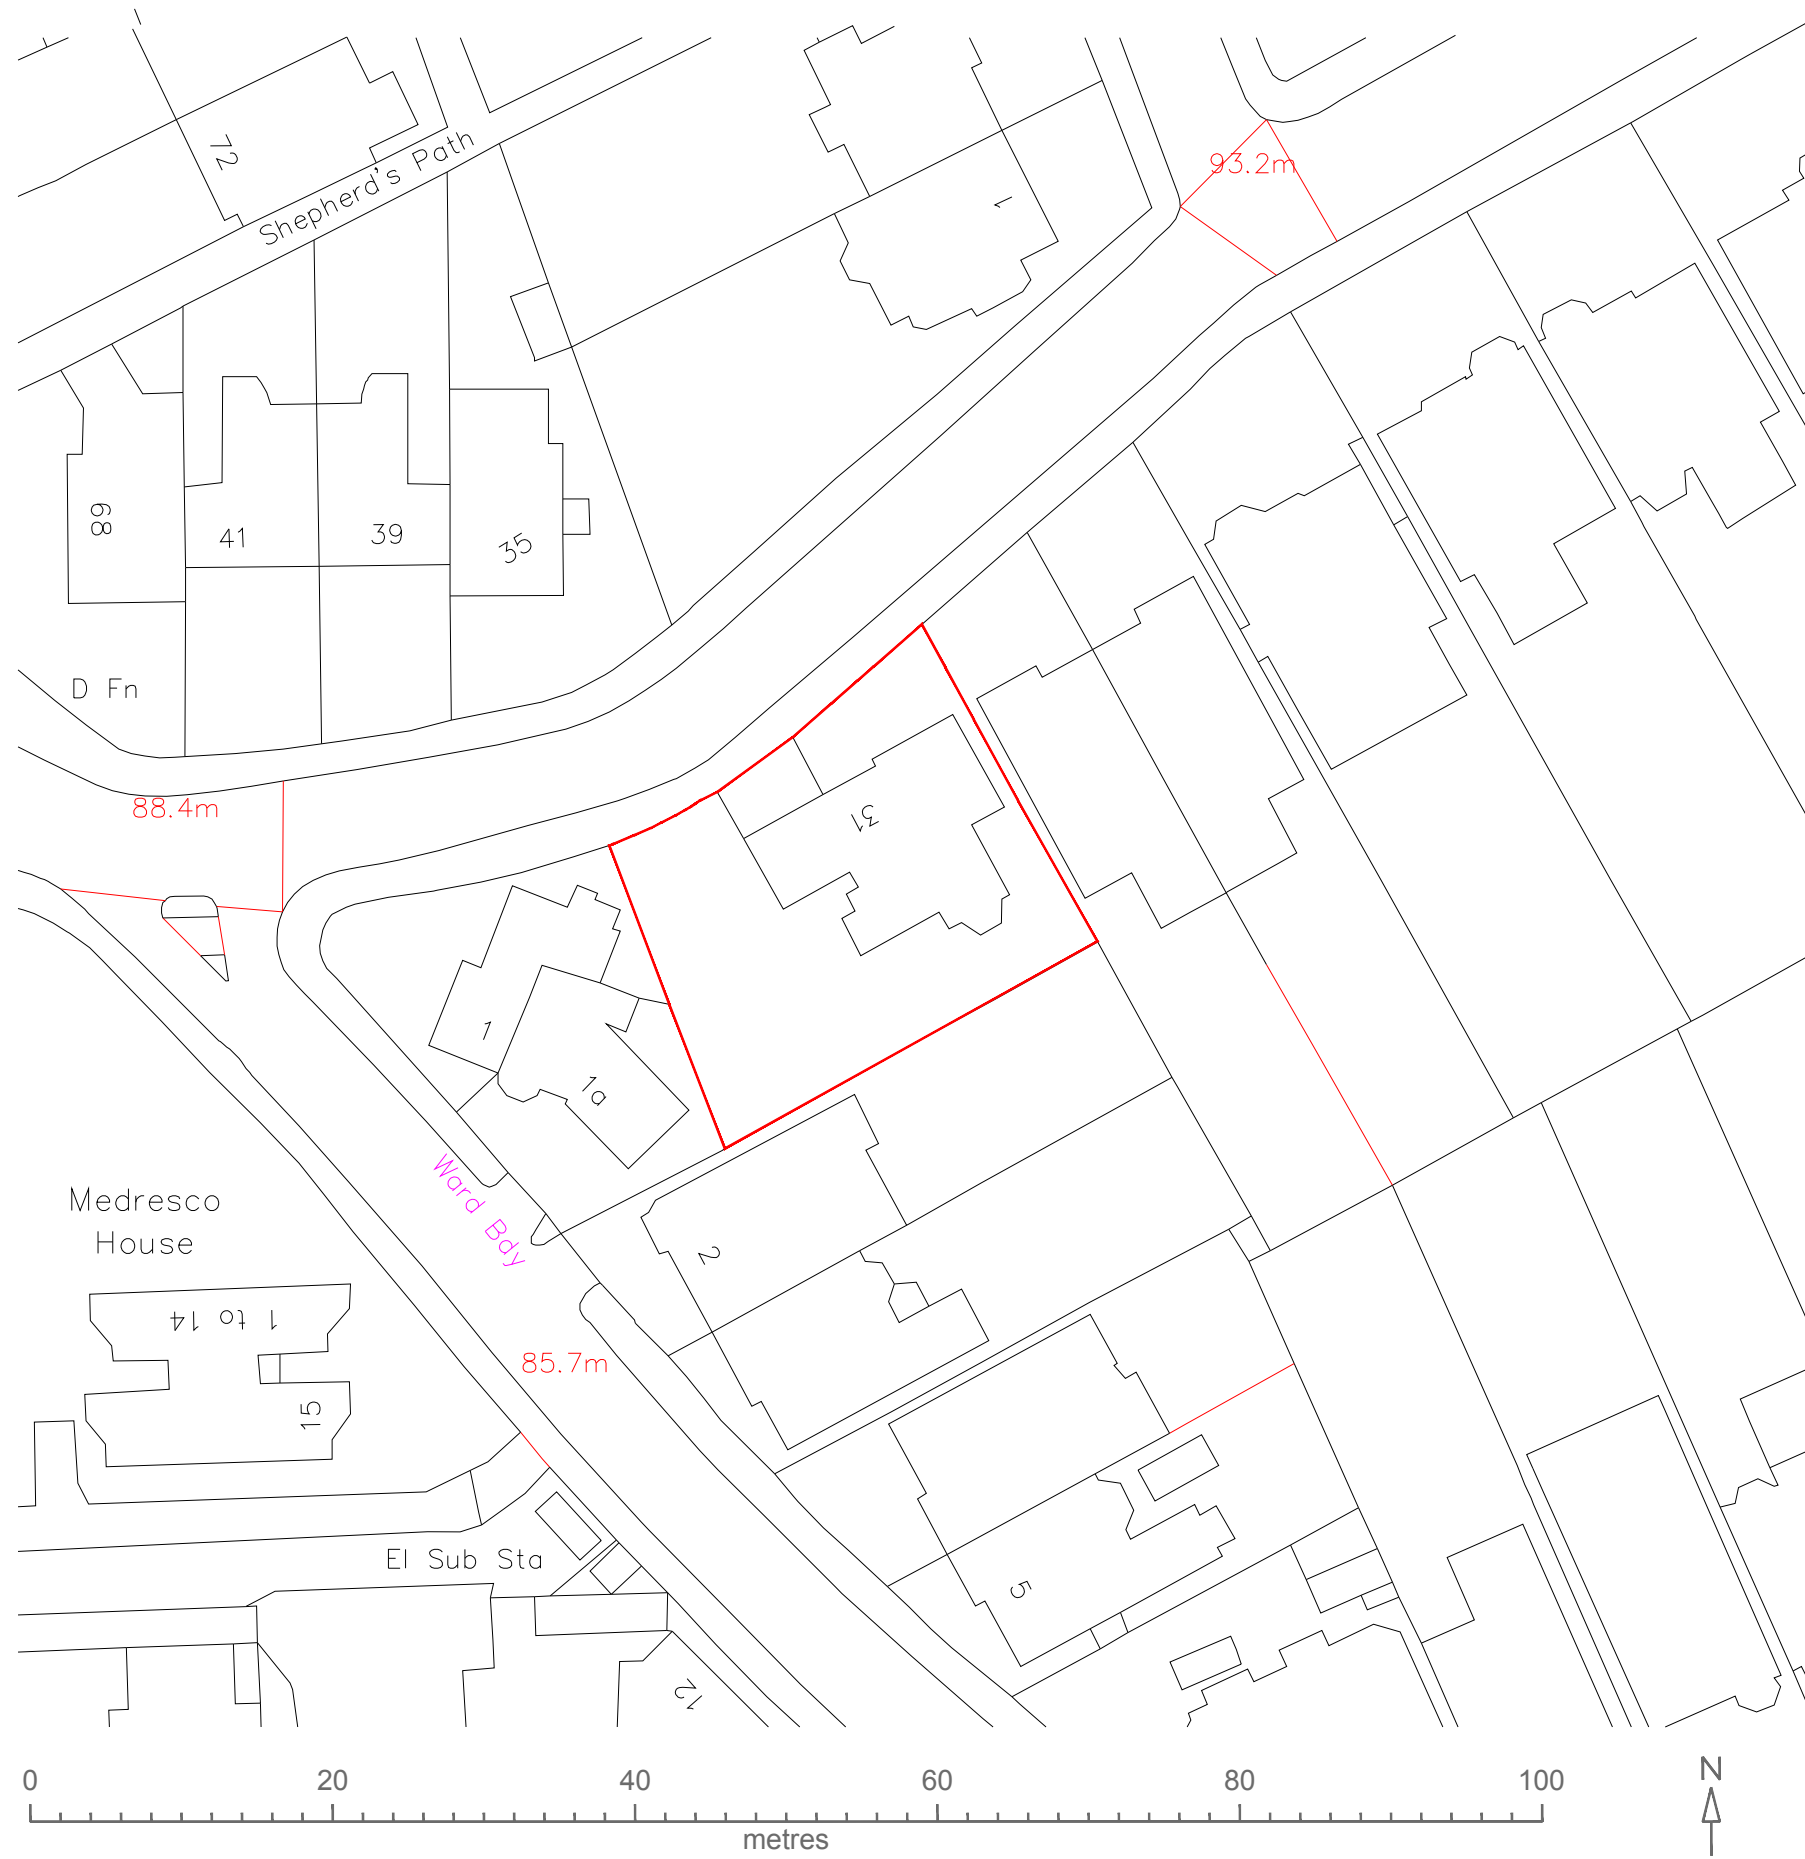 72
Shepherd's Path
1
93.2m
68
41
39
35
D Fn
88.4m
31
1
1a
Ward Bdy
Medresco
House
2
1 to 14
85.7m
15
El Sub Sta
5
12
0 20 40 60 80 100
metres
N